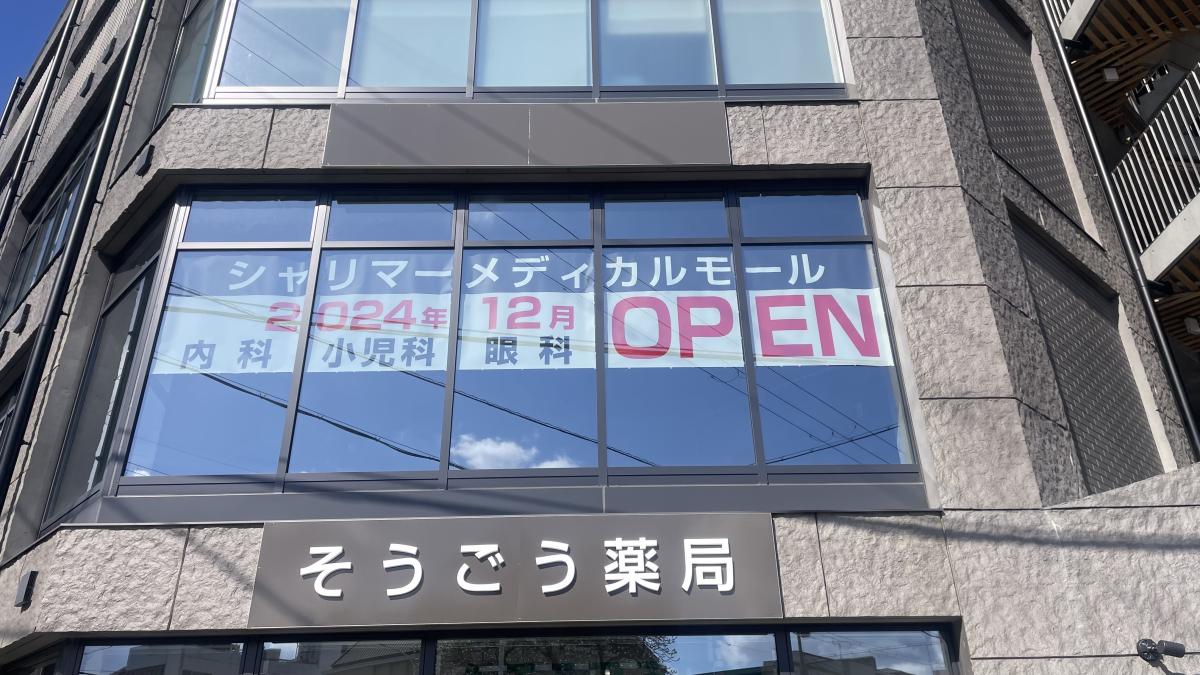 シャリマーメディカルモール
2024年 12月 OPEN
内科 小児科 眼科
そうごう薬局